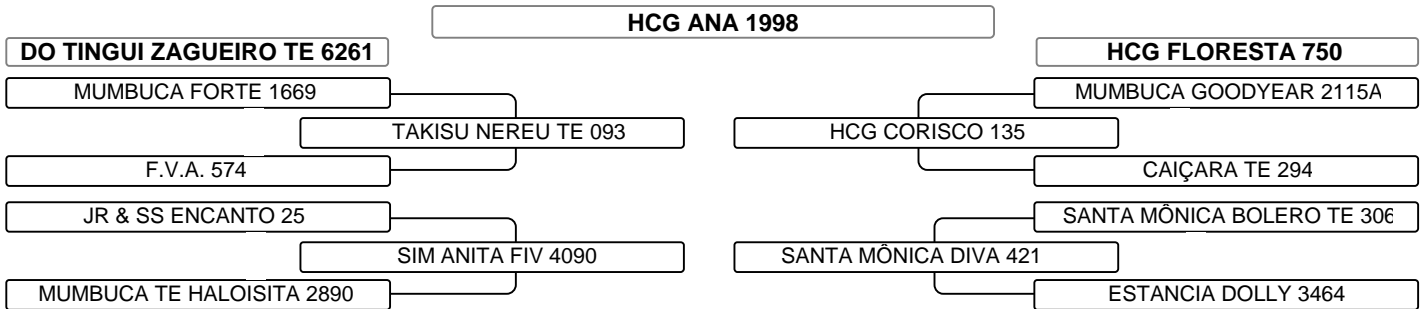 HCG ANA 1998
DO TINGUI ZAGUEIRO TE 6261
HCG FLORESTA 750
MUMBUCA FORTE 1669
MUMBUCA GOODYEAR 2115A
TAKISU NEREU TE 093
HCG CORISCO 135
F.V.A. 574
CAIÇARA TE 294
JR & SS ENCANTO 25
SANTA MÔNICA BOLERO TE 306
SIM ANITA FIV 4090
SANTA MÔNICA DIVA 421
MUMBUCA TE HALOISITA 2890
ESTANCIA DOLLY 3464